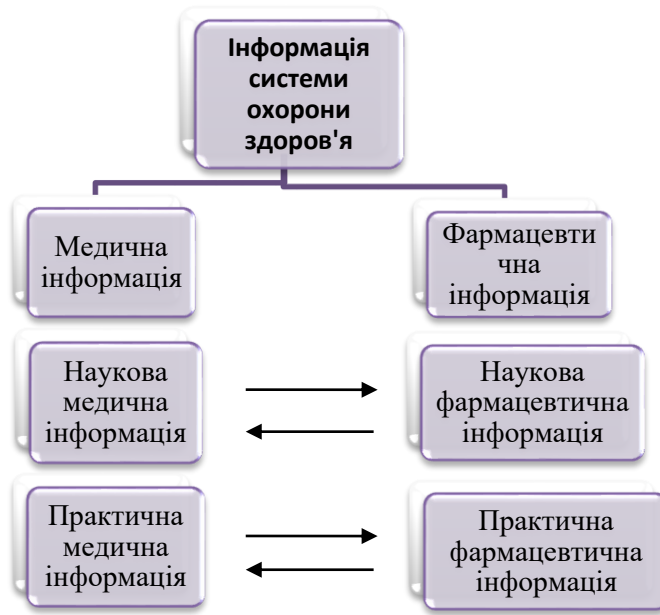 Інформація
системи
охорони
здоров'я
Медична
інформація
Фармацевти
чна
інформація
Наукова
медична
інформація
Наукова
фармацевтична
інформація
Практична
медична
інформація
Практична
фармацевтична
інформація